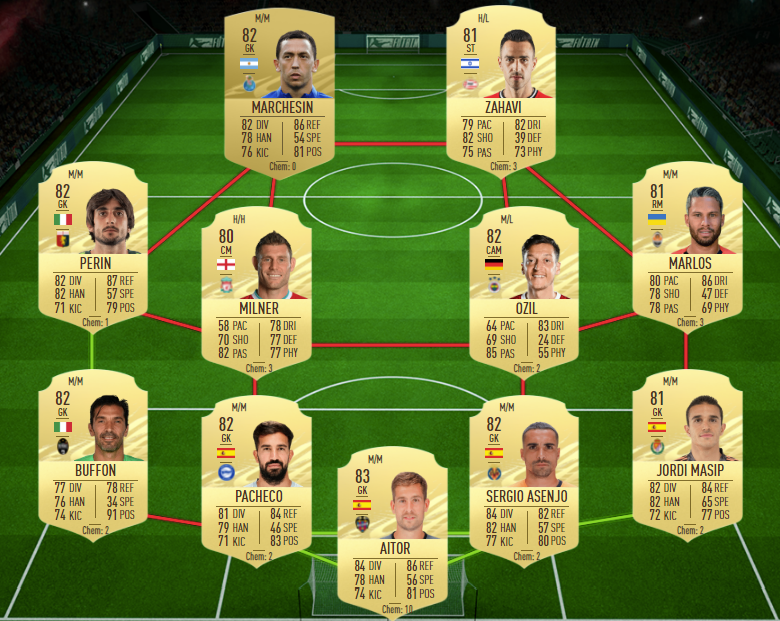 M/M
82
GK
MARCHESIN
82 DIV 86 REF
78 HAN 54 SPE
76 KIC 81 POS
Chem: 0
H/L
81
ST
ZAHAVI
79 PAC 82 DRI
82 SHO 39 DEF
75 PAS 73 PHY
Chem: 3
M/M
82
GK
PERIN
82 DIV 87 REF
82 HAN 57 SPE
71 KIC 79 POS
Chem: 1
H/H
80
CM
MILNER
58 PAC 78 DRI
70 SHO 77 DEF
82 PAS 77 PHY
Chem: 3
M/L
82
CAM
OZIL
64 PAC 83 DRI
69 SHO 24 DEF
85 PAS 55 PHY
Chem: 2
M/M
81
RM
MARLOS
80 PAC 86 DRI
78 SHO 47 DEF
78 PAS 69 PHY
Chem: 3
M/M
82
GK
BUFFON
77 DIV 78 REF
76 HAN 34 SPE
74 KIC 91 POS
Chem: 2
M/M
82
GK
PACHECO
81 DIV 84 REF
79 HAN 46 SPE
71 KIC 83 POS
Chem: 2
M/M
83
GK
AITOR
84 DIV 86 REF
78 HAN 56 SPE
74 KIC 81 POS
Chem: 10
M/M
82
GK
SERGIO ASENJO
84 DIV 82 REF
82 HAN 57 SPE
77 KIC 80 POS
Chem: 2
M/M
81
GK
JORDI MASIP
82 DIV 84 REF
82 HAN 65 SPE
72 KIC 77 POS
Chem: 2